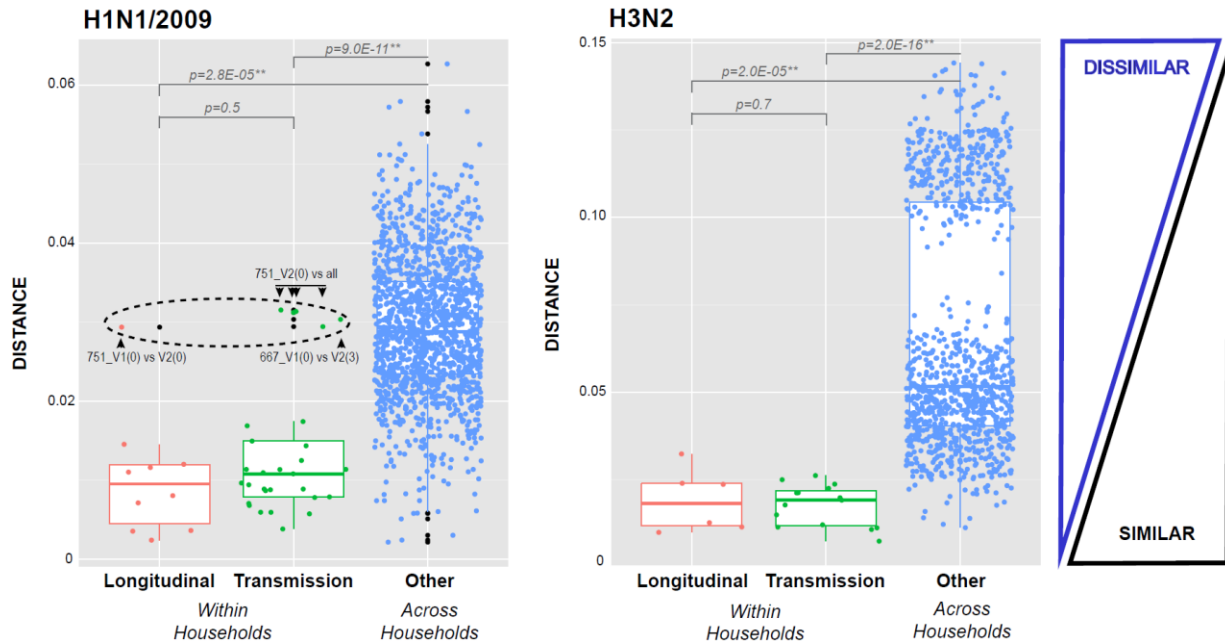 H1N1/2009
DISTANCE
0.06
0.04
0.02
0
p=9.0E-11**
p=2.8E-05**
p=0.5
751_V2(0) vs all
751_V1(0) vs V2(0)
667_V1(0) vs V2(3)
Longitudinal Transmission Other
Within Households
Across Households
H3N2
DISTANCE
0.15
0.10
0.05
0
p=2.0E-16**
p=2.0E-05**
p=0.7
Longitudinal Transmission Other
Within Households
Across Households
DISSIMILAR
SIMILAR